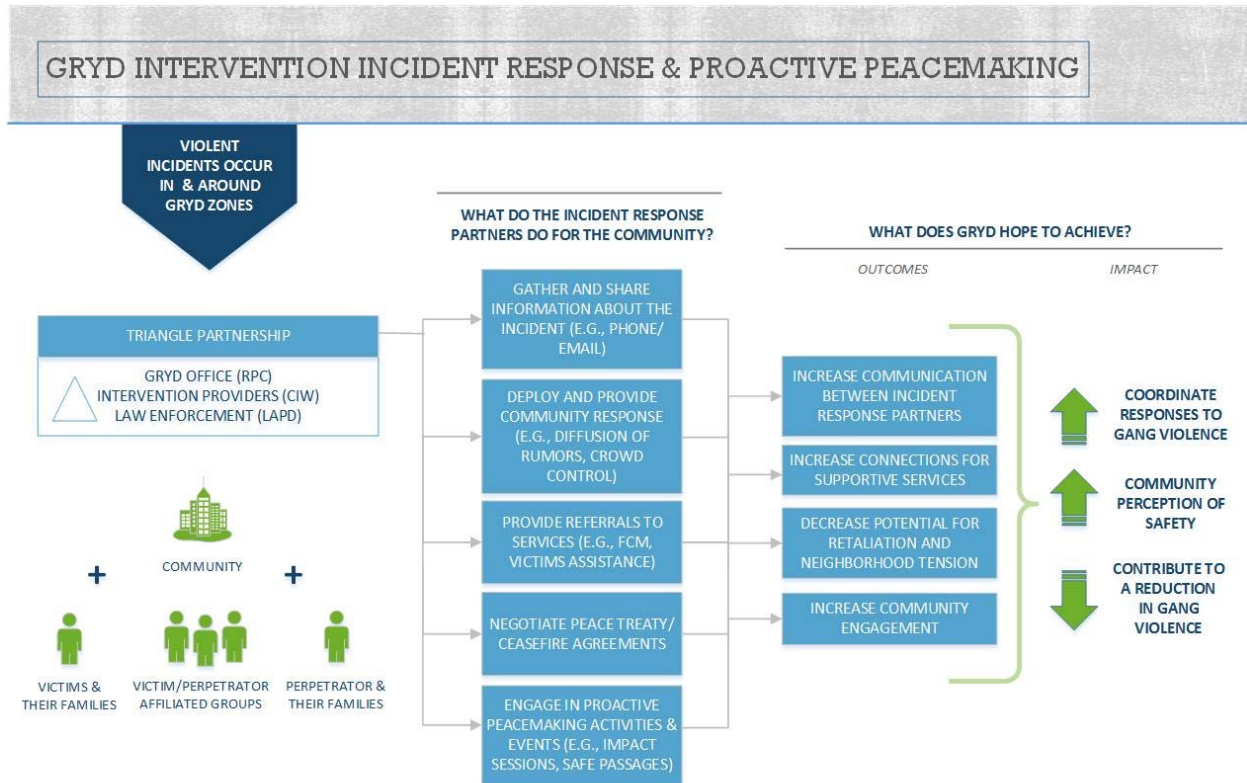 GRYD INTERVENTION INCIDENT RESPONSE & PROACTIVE PEACEMAKING
VIOLENT
INCIDENTS OCCUR
IN & AROUND
GRYD ZONES
TRIANGLE PARTNERSHIP
GRYD OFFICE (RPC)
INTERVENTION PROVIDERS (CIW)
LAW ENFORCEMENT (LAPD)
COMMUNITY
+
+
VICTIMS &
THEIR FAMILIES
VICTIM/PERPETRATOR
AFFILIATED GROUPS
PERPETRATOR &
THEIR FAMILIES
WHAT DO THE INCIDENT RESPONSE
PARTNERS DO FOR THE COMMUNITY?
GATHER AND SHARE
INFORMATION ABOUT THE
INCIDENT (E.G., PHONE/
EMAIL)
DEPLOY AND PROVIDE
COMMUNITY RESPONSE
(E.G., DIFFUSION OF
RUMORS, CROWD
CONTROL)
PROVIDE REFERRALS TO
SERVICES (E.G., FCM,
VICTIMS ASSISTANCE)
NEGOTIATE PEACE TREATY/
CEASEFIRE AGREEMENTS
ENGAGE IN PROACTIVE
PEACEMAKING ACTIVITIES &
EVENTS (E.G., IMPACT
SESSIONS, SAFE PASSAGES)
WHAT DOES GRYD HOPE TO ACHIEVE?
OUTCOMES
INCREASE COMMUNICATION
BETWEEN INCIDENT
RESPONSE PARTNERS
INCREASE CONNECTIONS FOR
SUPPORTIVE SERVICES
DECREASE POTENTIAL FOR
RETALIATION AND
NEIGHBORHOOD TENSION
INCREASE COMMUNITY
ENGAGEMENT
IMPACT
COORDINATE
RESPONSES TO
GANG VIOLENCE
COMMUNITY
PERCEPTION OF
SAFETY
CONTRIBUTE TO
A REDUCTION
IN GANG
VIOLENCE